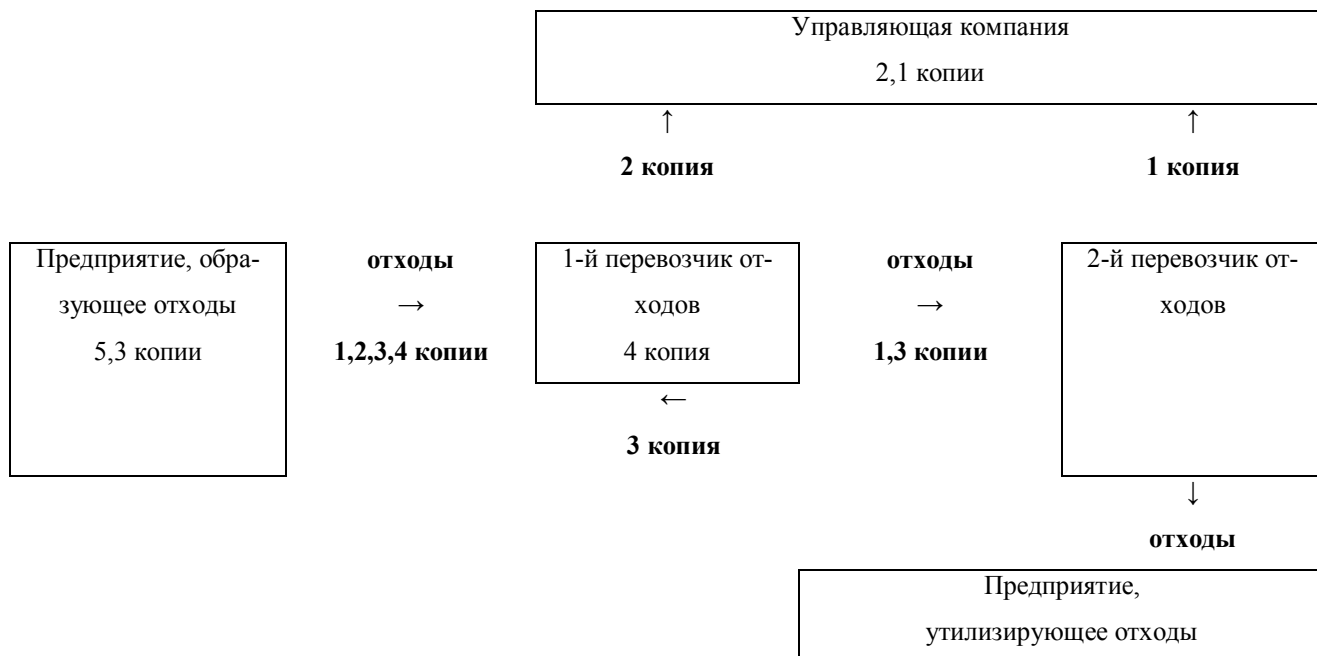 Управляющая компания
2,1 копии
↑ ↑
2 копия 1 копия
Предприятие, обра-
зующее отходы
5,3 копии
отходы
→
1,2,3,4 копии
1-й перевозчик от-
ходов
4 копия
отходы
→
1,3 копии
2-й перевозчик от-
ходов
←
3 копия
↓
отходы
Предприятие,
утилизирующее отходы